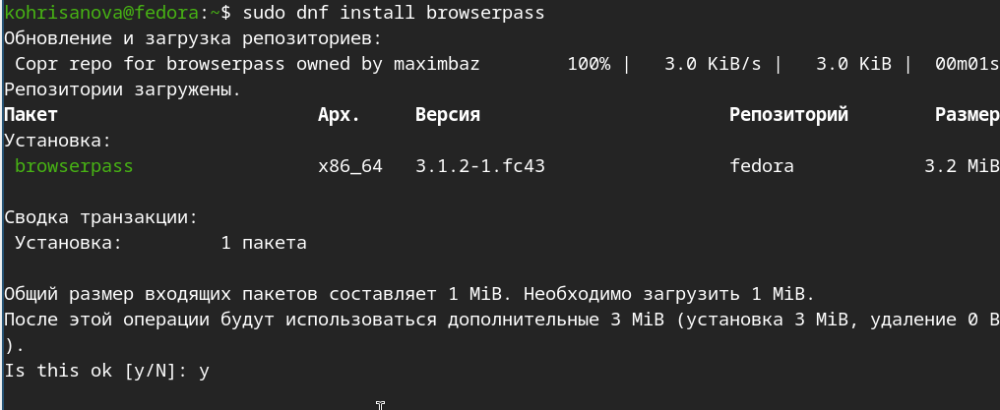 kohrisanova@fedora:~$ sudo dnf install browserpass
Обновление и загрузка репозиториев:
Copr repo for browserpass owned by maximbaz 100% | 3.0 KiB/s | 3.0 KiB | 00m01s
Репозитории загружены.
Пакет Арх. Версия Репозиторий Размер
Установка:
browserpass x86_64 3.1.2-1.fc43 fedora 3.2 MiB
Сводка транзакции:
Установка: 1 пакета
Общий размер входящих пакетов составляет 1 MiB. Необходимо загрузить 1 MiB.
После этой операции будут использоваться дополнительные 3 MiB (установка 3 MiB, удаление 0 B
).
Is this ok [y/N]: y